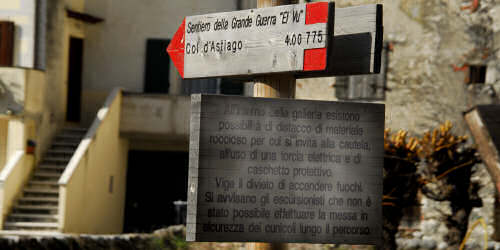 Sentiero della Grande Guerra "El Vu"
Col d'Astiago 4.00 775
All'interno della galleria esistono
possibilità di distacco di materiale
roccioso per cui si invita alla cautela,
all'uso di una torcia elettrica e di
caschetto protettivo.
Vige il divieto di accendere fuochi.
Si avvisano gli escursionisti che non è
stato possibile effettuare la messa in
sicurezza dei cunicoli lungo il percorso.